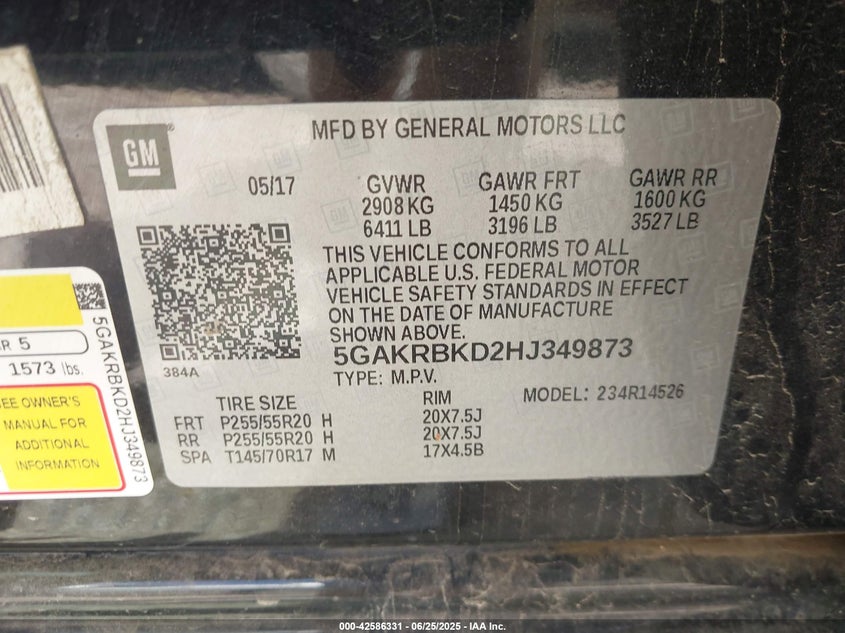 GM
MFD BY GENERAL MOTORS LLC
05/17
GVWR GAWR FRT GAWR RR
2908 KG 1450 KG 1600 KG
6411 LB 3196 LB 3527 LB
THIS VEHICLE CONFORMS TO ALL
APPLICABLE U.S. FEDERAL MOTOR
VEHICLE SAFETY STANDARDS IN EFFECT
ON THE DATE OF MANUFACTURE
SHOWN ABOVE.
384A
5GAKRBKD2HJ349873
TYPE: M.P.V. MODEL: 234R14526
TIRE SIZE RIM
FRT P255/55R20 H 20X7.5J
RR P255/55R20 H 20X7.5J
SPA T145/70R17 M 17X4.5B
5
1573 lbs.
OWNER'S
MANUAL FOR
ADDITIONAL
INFORMATION
5GAKRBKD2HJ349873
000-42586331 - 06/25/2025 - IAA Inc.